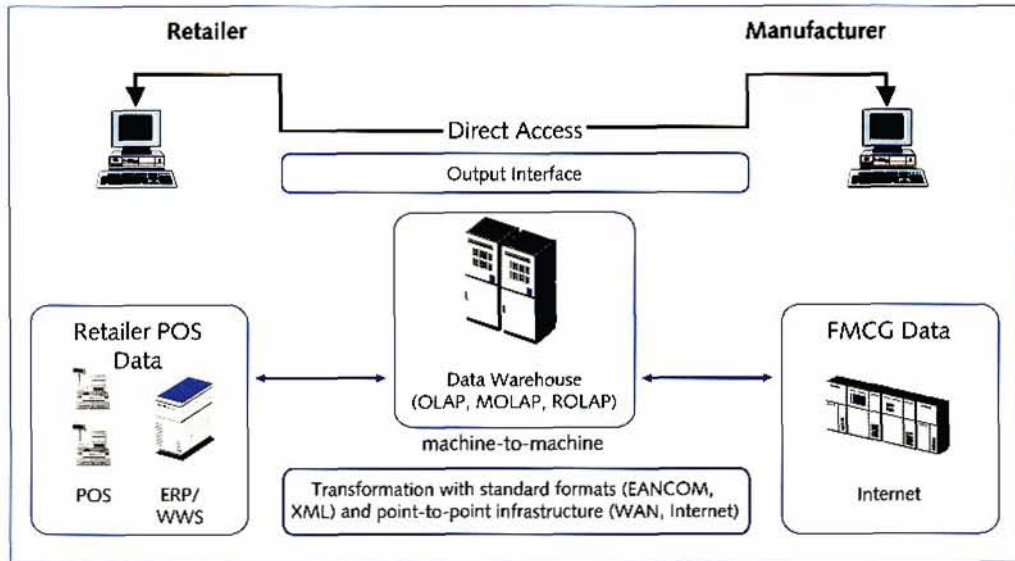 Retailer
Manufacturer
Direct Access
Output Interface
Retailer POS
Data
POS
ERP/
WWS
Data Warehouse
(OLAP, MOLAP, ROLAP)
machine-to-machine
Transformation with standard formats (EANCOM,
XML) and point-to-point infrastructure (WAN, Internet)
FMCG Data
Internet